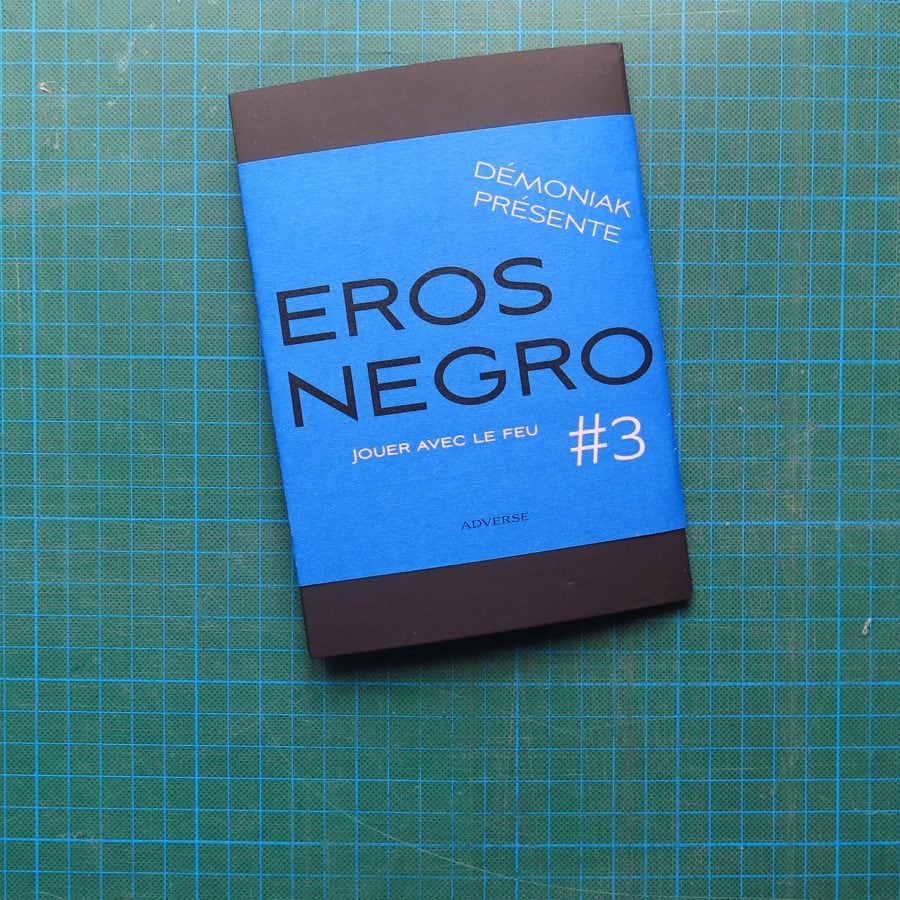 DÉMONIAK
PRÉSENTE
EROS
NEGRO
JOUER AVEC LE FEU
#3
ADVERSE